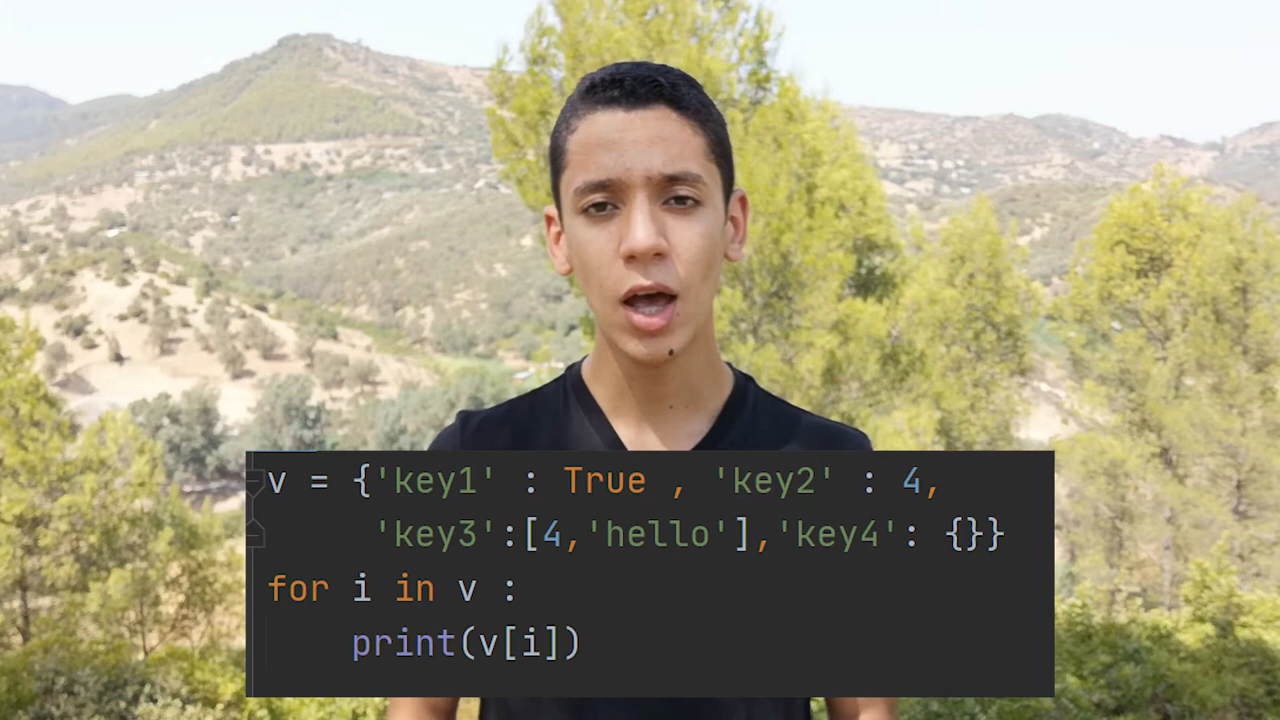 v = {'key1' : True , 'key2' : 4,
'key3':[4,'hello'],'key4': {}}
for i in v :
print(v[i])